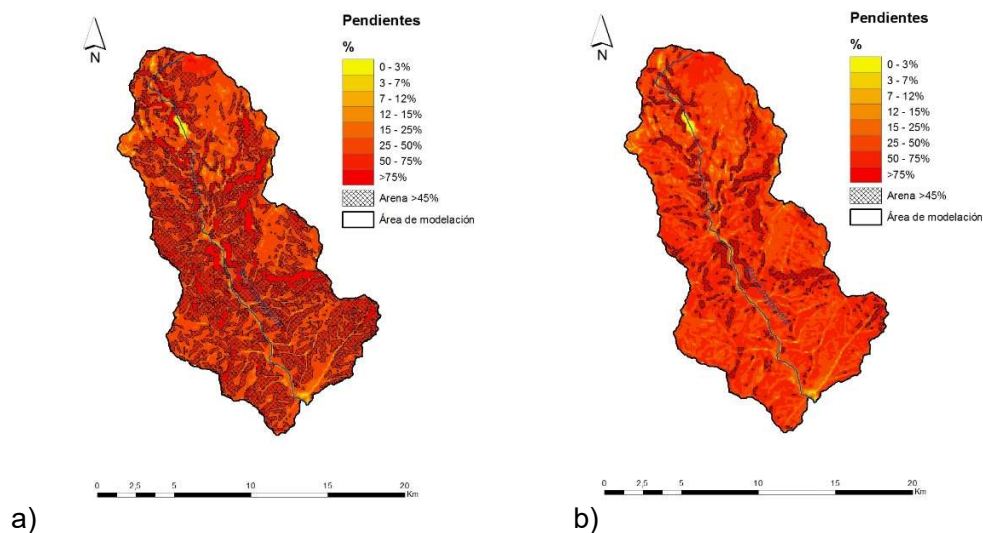 Pendientes
%
N
0 - 3%
3 - 7%
7 - 12%
12 - 15%
15 - 25%
25 - 50%
50 - 75%
>75%
Arena >45%
Área de modelación
0 2,5 5 10 15 20
Km
a)
Pendientes
%
N
0 - 3%
3 - 7%
7 - 12%
12 - 15%
15 - 25%
25 - 50%
50 - 75%
>75%
Arena >45%
Área de modelación
0 2,5 5 10 15 20
Km
b)